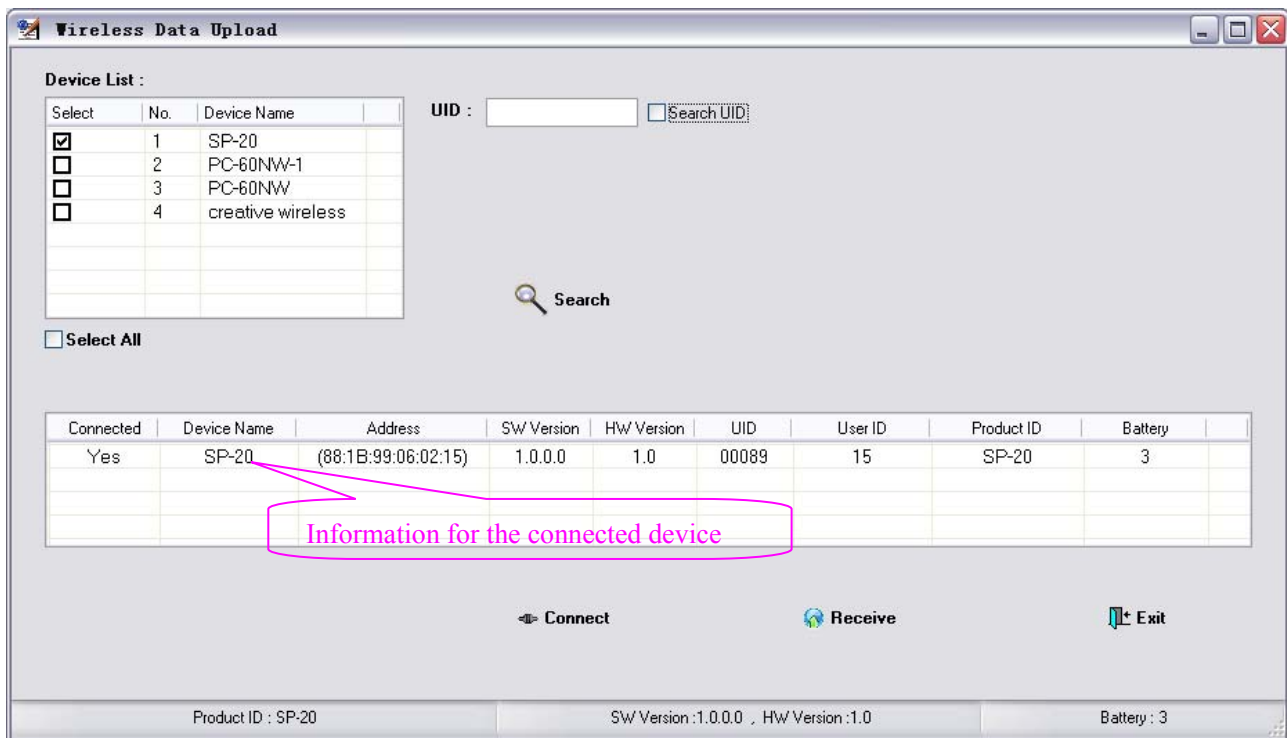 Wireless Data Upload
Device List :
Select No. Device Name
UID : Search UID
1 SP-20
2 PC-60NW-1
3 PC-60NW
4 creative wireless
Search
Select All
Connected Device Name Address SW Version HW Version UID User ID Product ID Battery
Yes SP-20 (88:1B:99:06:02:15) 1.0.0.0 1.0 00089 15 SP-20 3
Information for the connected device
Connect Receive Exit
Product ID : SP-20 SW Version :1.0.0.0 , HW Version :1.0 Battery : 3